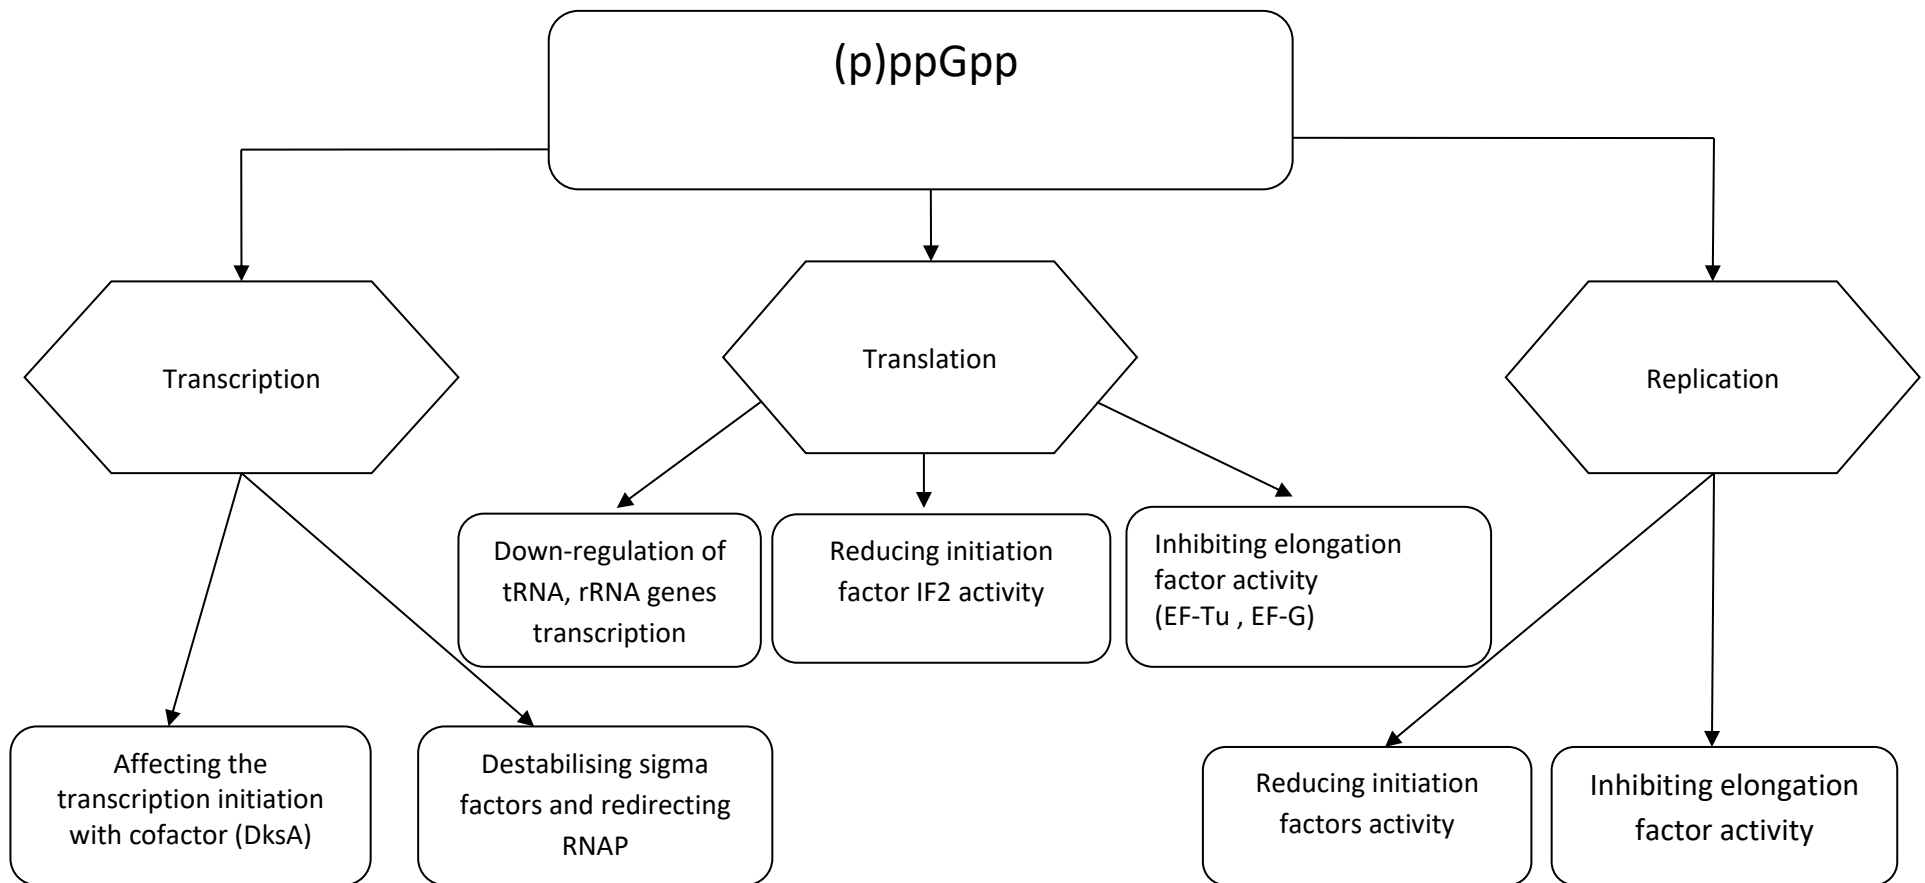 (p)ppGpp
Transcription
Translation
Replication
Down-regulation of
tRNA, rRNA genes
transcription
Reducing initiation
factor IF2 activity
Inhibiting elongation
factor activity
(EF-Tu , EF-G)
Affecting the
transcription initiation
with cofactor (DksA)
Destabilising sigma
factors and redirecting
RNAP
Reducing initiation
factors activity
Inhibiting elongation
factor activity